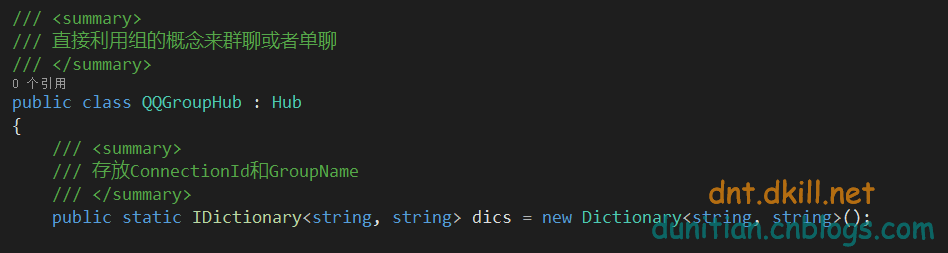 /// <summary>
/// 直接利用组的概念来群聊或者单聊
/// </summary>
0 个引用
public class QQGroupHub : Hub
{
/// <summary>
/// 存放ConnectionId和GroupName
/// </summary>
dnt.dkill.net
public static IDictionary<string, string> dics = new Dictionary<string, string>();
dunitian.cnblogs.com